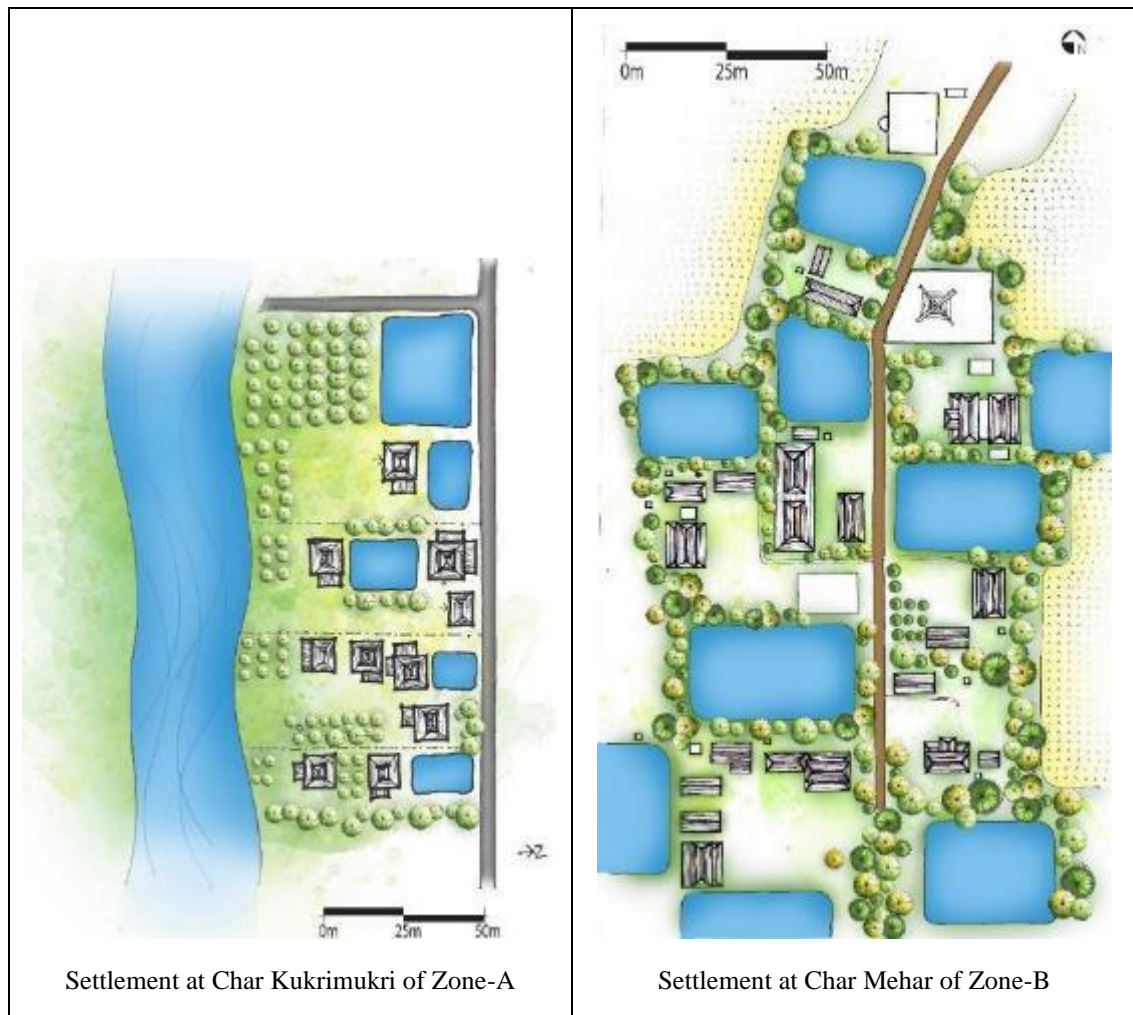 0m 25m 50m
N
Settlement at Char Kukrimukri of Zone-A
0m 25m 50m
N
Settlement at Char Mehar of Zone-B